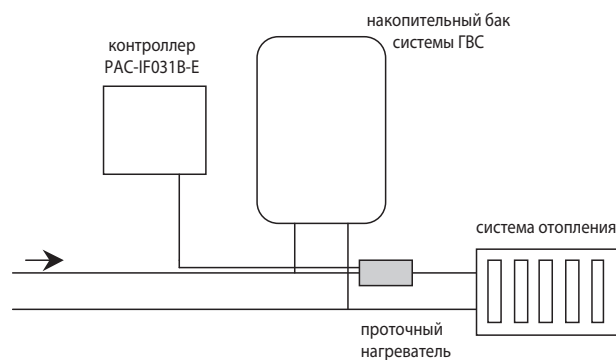 накопительный бак
системы ГВС
контроллер
PAC-IF031B-E
система отопления
проточный
нагреватель